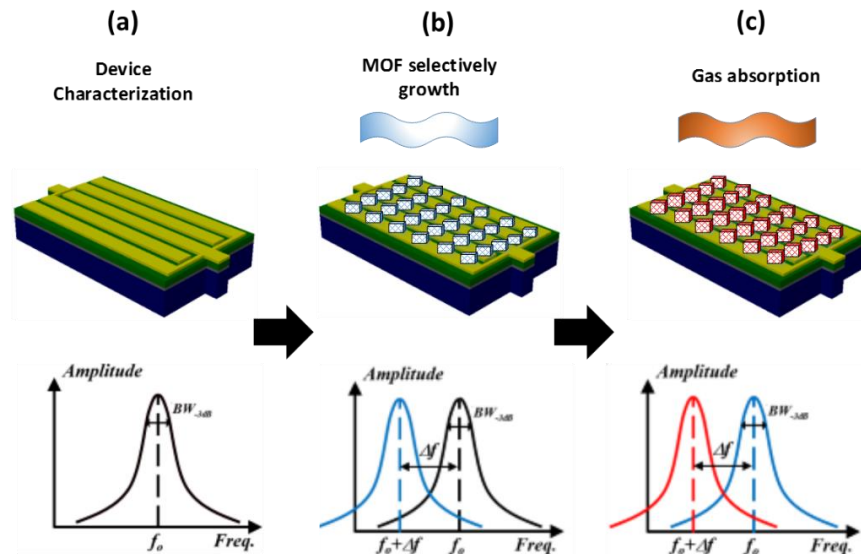 (a)
Device
Characterization
(b)
MOF selectively
growth
(c)
Gas absorption
Amplitude
BW-3dB
fo
Freq.
Amplitude
BW-3dB
Δf
fo+Δf
fo
Freq.
Amplitude
BW-3dB
Δf
fo+Δf
fo
Freq.